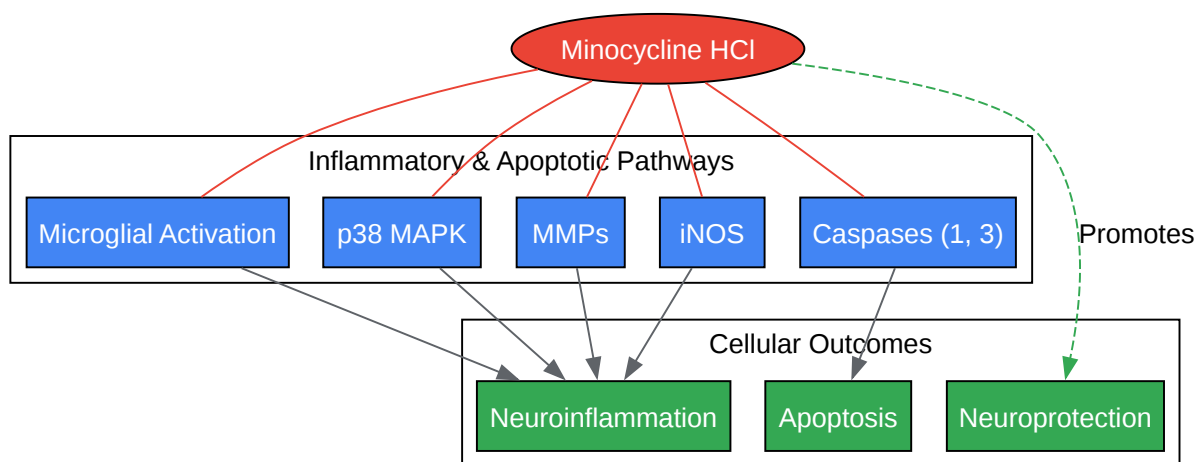 Minocycline HCl
Inflammatory & Apoptotic Pathways
Microglial Activation
p38 MAPK
MMPs
iNOS
Caspases (1, 3)
Promotes
Cellular Outcomes
Neuroinflammation
Apoptosis
Neuroprotection